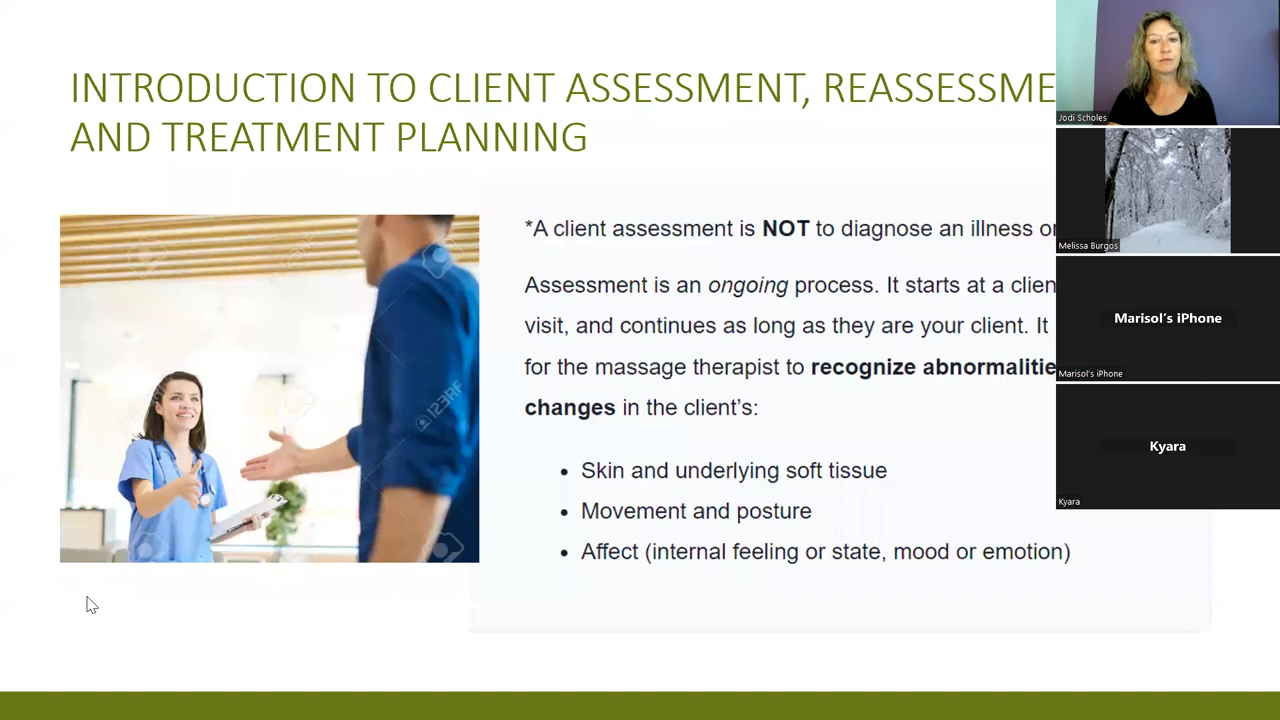 INTRODUCTION TO CLIENT ASSESSMENT, REASSESSME
AND TREATMENT PLANNING
*A client assessment is NOT to diagnose an illness or
Assessment is an ongoing process. It starts at a clien
visit, and continues as long as they are your client. It
for the massage therapist to recognize abnormalitie
changes in the client's:
• Skin and underlying soft tissue
• Movement and posture
• Affect (internal feeling or state, mood or emotion)
123RF
Jodi Scholes
Melissa Burgos
Marisol's iPhone
Marisol's iPhone
Kyara
Kyara